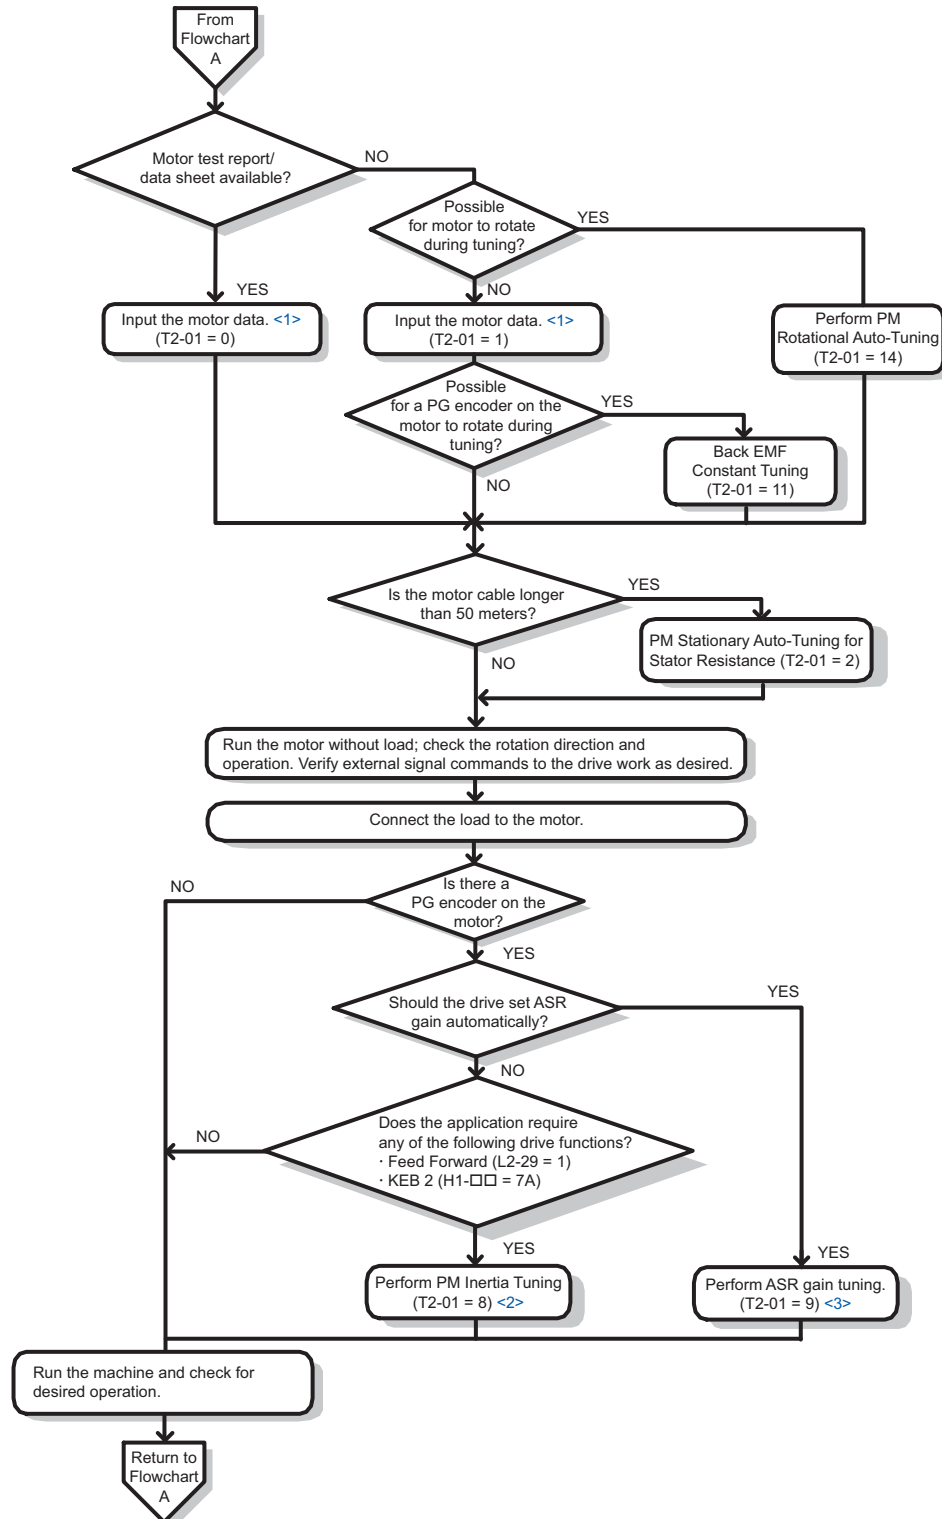 From
Flowchart
A
Motor test report/
data sheet available?
NO
Possible
for motor to rotate
during tuning?
YES
YES
NO
Input the motor data. <1>
(T2-01 = 0)
Input the motor data. <1>
(T2-01 = 1)
Perform PM
Rotational Auto-Tuning
(T2-01 = 14)
Possible
for a PG encoder on the
motor to rotate during
tuning?
YES
Back EMF
Constant Tuning
(T2-01 = 11)
NO
Is the motor cable longer
than 50 meters?
YES
PM Stationary Auto-Tuning for
Stator Resistance (T2-01 = 2)
NO
Run the motor without load; check the rotation direction and
operation. Verify external signal commands to the drive work as desired.
Connect the load to the motor.
Is there a
PG encoder on the
motor?
NO
YES
Should the drive set ASR
gain automatically?
YES
NO
Does the application require
any of the following drive functions?
· Feed Forward (L2-29 = 1)
· KEB 2 (H1-□□ = 7A)
NO
YES
YES
Perform PM Inertia Tuning
(T2-01 = 8) <2>
Perform ASR gain tuning.
(T2-01 = 9) <3>
Run the machine and check for
desired operation.
Return to
Flowchart
A